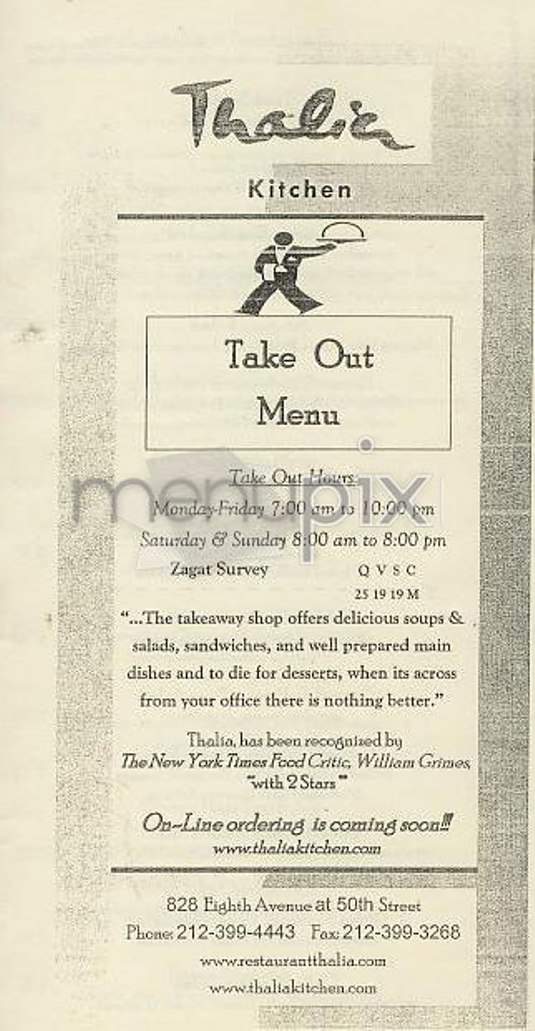 Thalia
Kitchen
Take Out
Menu
menupix
Take Out Hours:
Monday-Friday 7:00 am to 10:00 pm
Saturday & Sunday 8:00 am to 8:00 pm
Zagat Survey Q V S C
25 19 19 M
“...The takeaway shop offers delicious soups &
salads, sandwiches, and well prepared main
dishes and to die for desserts, when its across
from your office there is nothing better.”
Thalia, has been recognized by
The New York Times Food Critic, William Grimes,
“with 2 Stars”
On-Line ordering is coming soon!!!
www.thaliakitchen.com
828 Eighth Avenue at 50th Street
Phone: 212-399-4443 Fax: 212-399-3268
www.restaurantthalia.com
www.thaliakitchen.com